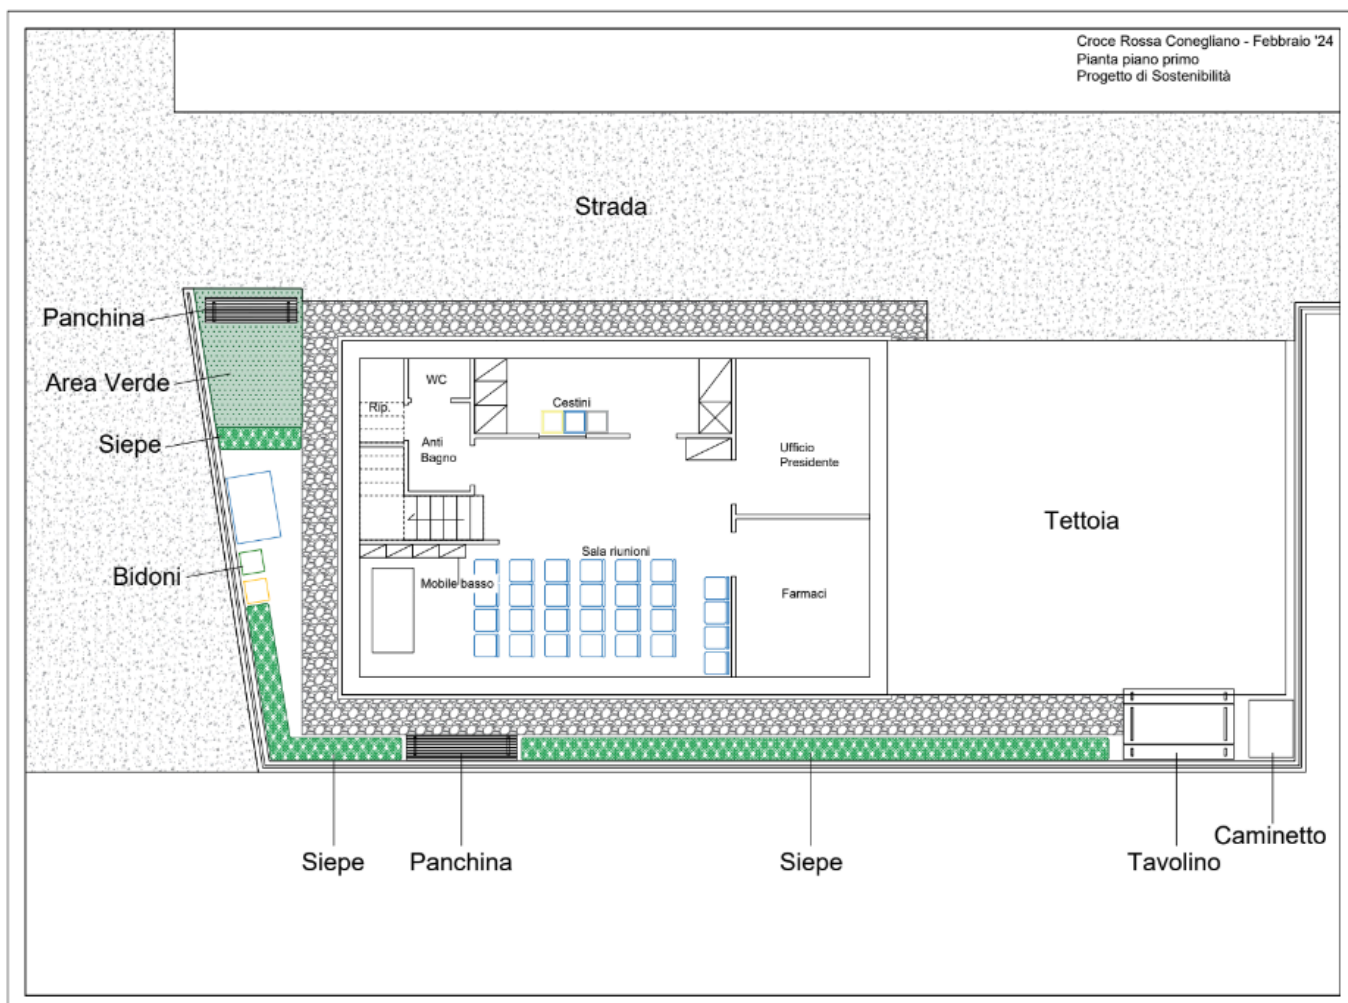 Croce Rossa Conegliano - Febbraio '24
Pianta piano primo
Progetto di Sostenibilità
Strada
Panchina
Area Verde
Siepe
Bidoni
WC
Rip.
Anti
Bagno
Cestini
Ufficio
Presidente
Tettoia
Sala riunioni
Mobile basso
Farmaci
Siepe
Panchina
Siepe
Tavolino
Caminetto